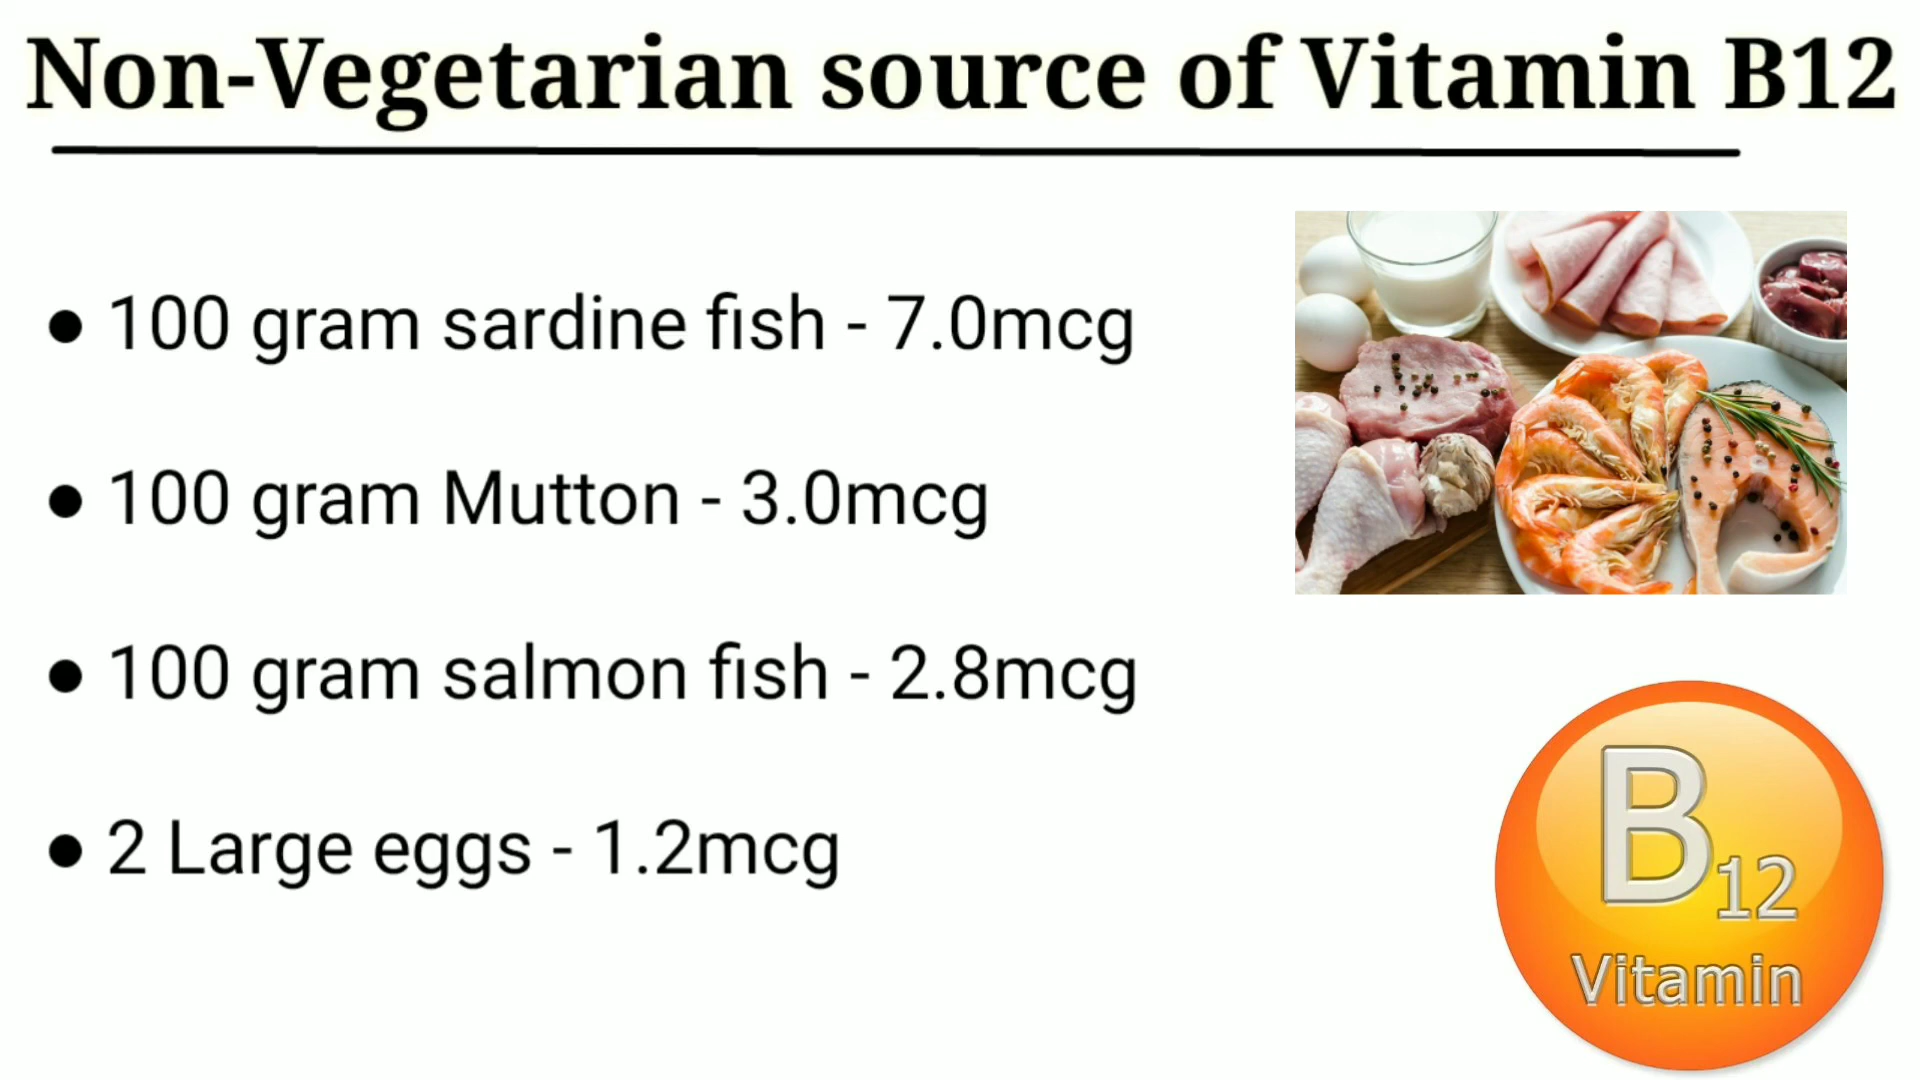 Non-Vegetarian source of Vitamin B12
● 100 gram sardine fish - 7.0mcg
● 100 gram Mutton - 3.0mcg
● 100 gram salmon fish - 2.8mcg
● 2 Large eggs - 1.2mcg
B12
Vitamin